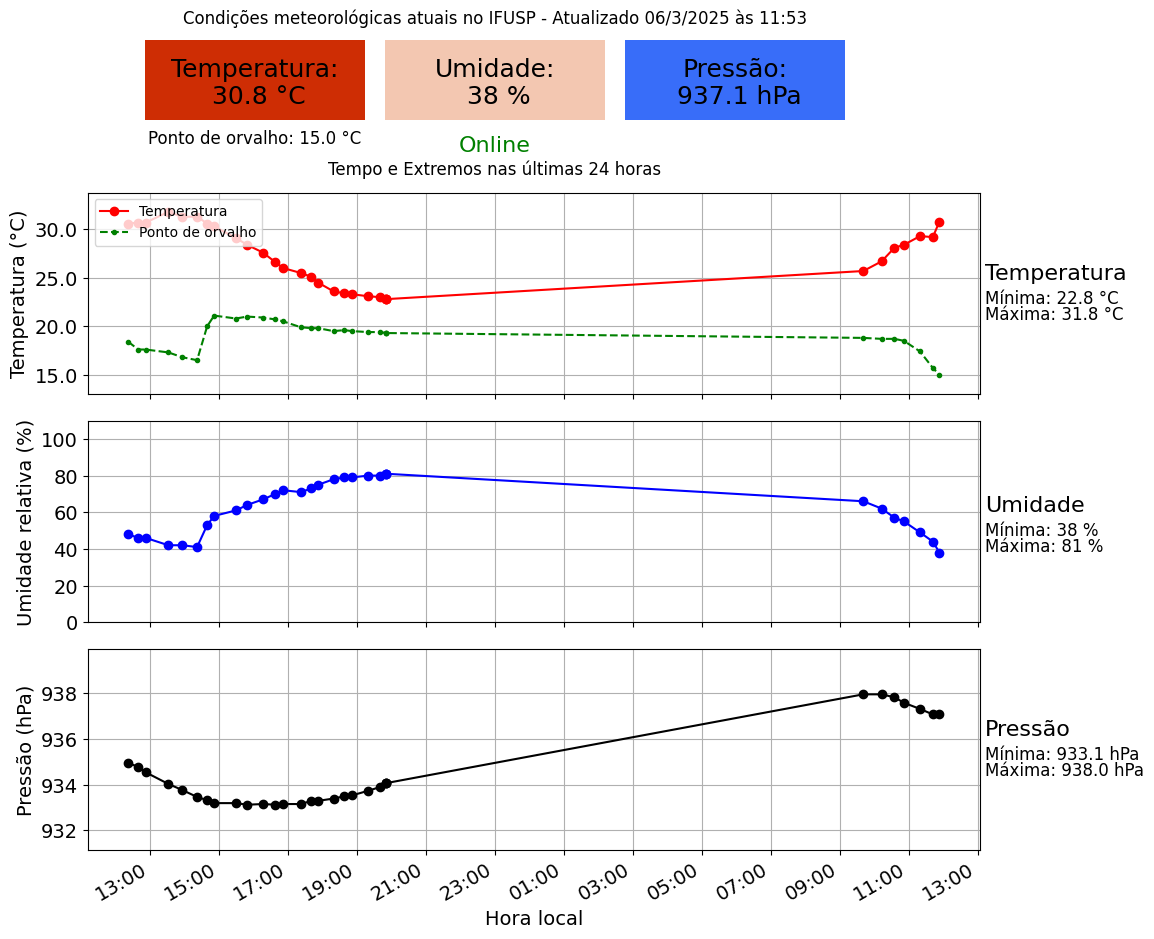 Condições meteorológicas atuais no IFUSP - Atualizado 06/3/2025 às 11:53
Temperatura:
30.8 °C
Umidade:
38 %
Pressão:
937.1 hPa
Ponto de orvalho: 15.0 °C
Online
Tempo e Extremos nas últimas 24 horas
Temperatura (°C)
30.0
25.0
20.0
15.0
Temperatura
Ponto de orvalho
Temperatura
Mínima: 22.8 °C
Máxima: 31.8 °C
Umidade relativa (%)
100
80
60
40
20
0
Umidade
Mínima: 38 %
Máxima: 81 %
Pressão (hPa)
938
936
934
932
Pressão
Mínima: 933.1 hPa
Máxima: 938.0 hPa
13:00 15:00 17:00 19:00 21:00 23:00 01:00 03:00 05:00 07:00 09:00 11:00 13:00
Hora local